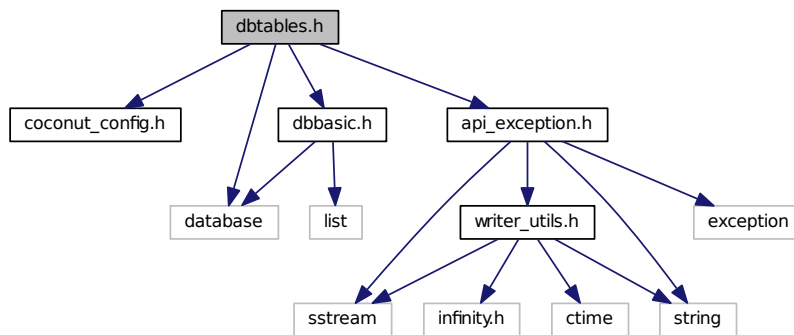 dbtables.h
coconut_config.h
dbbasic.h
api_exception.h
database
list
writer_utils.h
exception
sstream
infinity.h
ctime
string